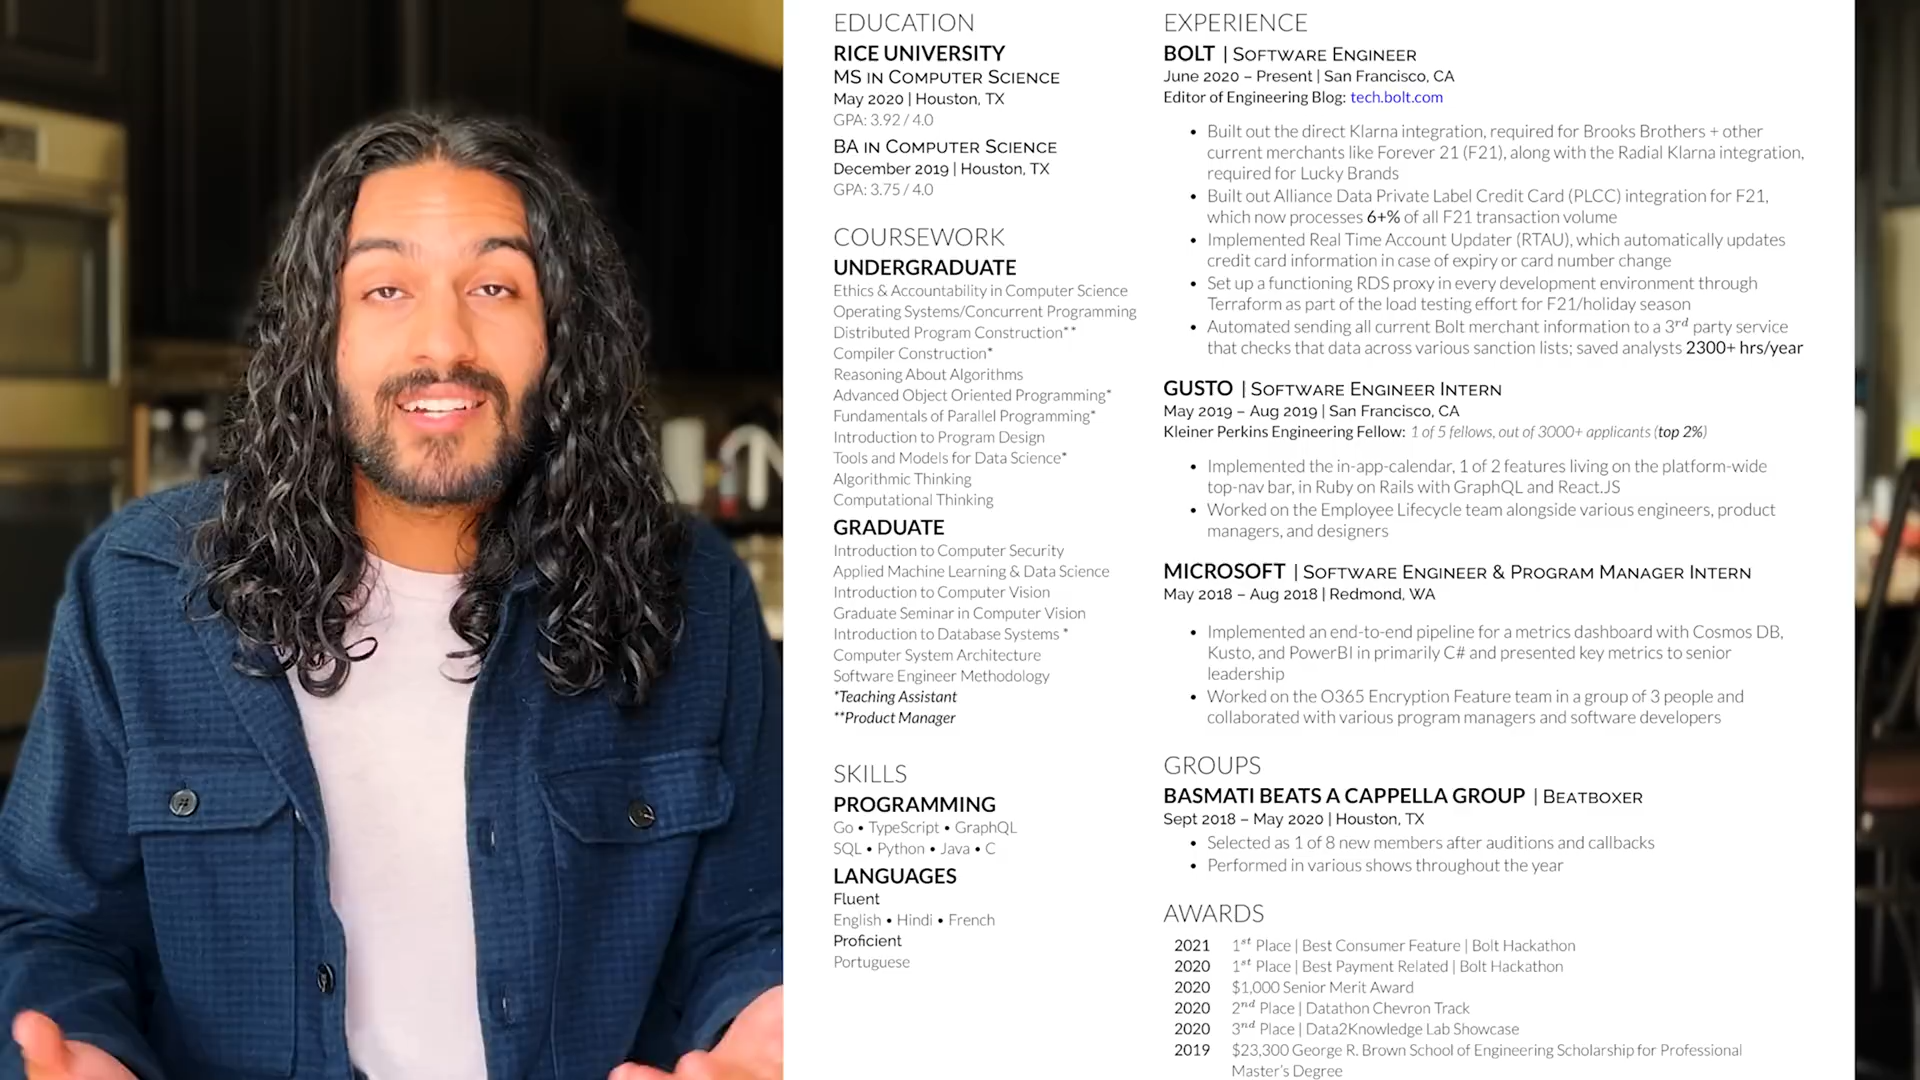 EDUCATION
RICE UNIVERSITY
MS IN COMPUTER SCIENCE
May 2020 | Houston, TX
GPA: 3.92 / 4.0
BA IN COMPUTER SCIENCE
December 2019 | Houston, TX
GPA: 3.75 / 4.0
COURSEWORK
UNDERGRADUATE
Ethics & Accountability in Computer Science
Operating Systems/Concurrent Programming
Distributed Program Construction**
Compiler Construction*
Reasoning About Algorithms
Advanced Object Oriented Programming*
Fundamentals of Parallel Programming*
Introduction to Program Design
Tools and Models for Data Science*
Algorithmic Thinking
Computational Thinking
GRADUATE
Introduction to Computer Security
Applied Machine Learning & Data Science
Introduction to Computer Vision
Graduate Seminar in Computer Vision
Introduction to Database Systems *
Computer System Architecture
Software Engineer Methodology
*Teaching Assistant
**Product Manager
SKILLS
PROGRAMMING
Go • TypeScript • GraphQL
SQL • Python • Java • C
LANGUAGES
Fluent
English • Hindi • French
Proficient
Portuguese
EXPERIENCE
BOLT | SOFTWARE ENGINEER
June 2020 – Present | San Francisco, CA
Editor of Engineering Blog: tech.bolt.com
• Built out the direct Klarna integration, required for Brooks Brothers + other
current merchants like Forever 21 (F21), along with the Radial Klarna integration,
required for Lucky Brands
• Built out Alliance Data Private Label Credit Card (PLCC) integration for F21,
which now processes 6+% of all F21 transaction volume
• Implemented Real Time Account Updater (RTAU), which automatically updates
credit card information in case of expiry or card number change
• Set up a functioning RDS proxy in every development environment through
Terraform as part of the load testing effort for F21/holiday season
• Automated sending all current Bolt merchant information to a 3rd party service
that checks that data across various sanction lists; saved analysts 2300+ hrs/year
GUSTO | SOFTWARE ENGINEER INTERN
May 2019 – Aug 2019 | San Francisco, CA
Kleiner Perkins Engineering Fellow: 1 of 5 fellows, out of 3000+ applicants (top 2%)
• Implemented the in-app-calendar, 1 of 2 features living on the platform-wide
top-nav bar, in Ruby on Rails with GraphQL and React.JS
• Worked on the Employee Lifecycle team alongside various engineers, product
managers, and designers
MICROSOFT | SOFTWARE ENGINEER & PROGRAM MANAGER INTERN
May 2018 – Aug 2018 | Redmond, WA
• Implemented an end-to-end pipeline for a metrics dashboard with Cosmos DB,
Kusto, and PowerBI in primarily C# and presented key metrics to senior
leadership
• Worked on the O365 Encryption Feature team in a group of 3 people and
collaborated with various program managers and software developers
GROUPS
BASMATI BEATS A CAPPELLA GROUP | BEATBOXER
Sept 2018 – May 2020 | Houston, TX
• Selected as 1 of 8 new members after auditions and callbacks
• Performed in various shows throughout the year
AWARDS
2021 1st Place | Best Consumer Feature | Bolt Hackathon
2020 1st Place | Best Payment Related | Bolt Hackathon
2020 $1,000 Senior Merit Award
2020 2nd Place | Datathon Chevron Track
2020 3nd Place | Data2Knowledge Lab Showcase
2019 $23,300 George R. Brown School of Engineering Scholarship for Professional
Master's Degree